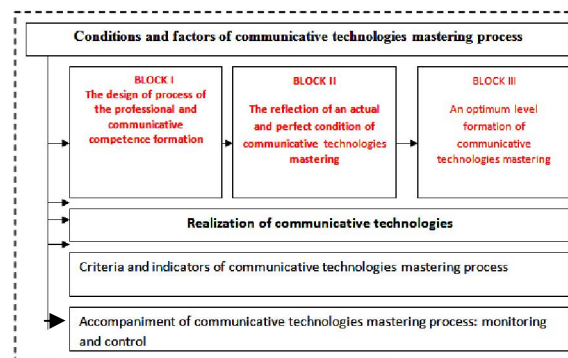 Conditions and factors of communicative technologies mastering process
BLOCK I
The design of process of
the professional and
communicative
competence formation
BLOCK II
The reflection of an actual
and perfect condition of
communicative technologies
mastering
BLOCK III
An optimum level
formation of
communicative
technologies mastering
Realization of communicative technologies
Criteria and indicators of communicative technologies mastering process
Accompaniment of communicative technologies mastering process: monitoring
and control